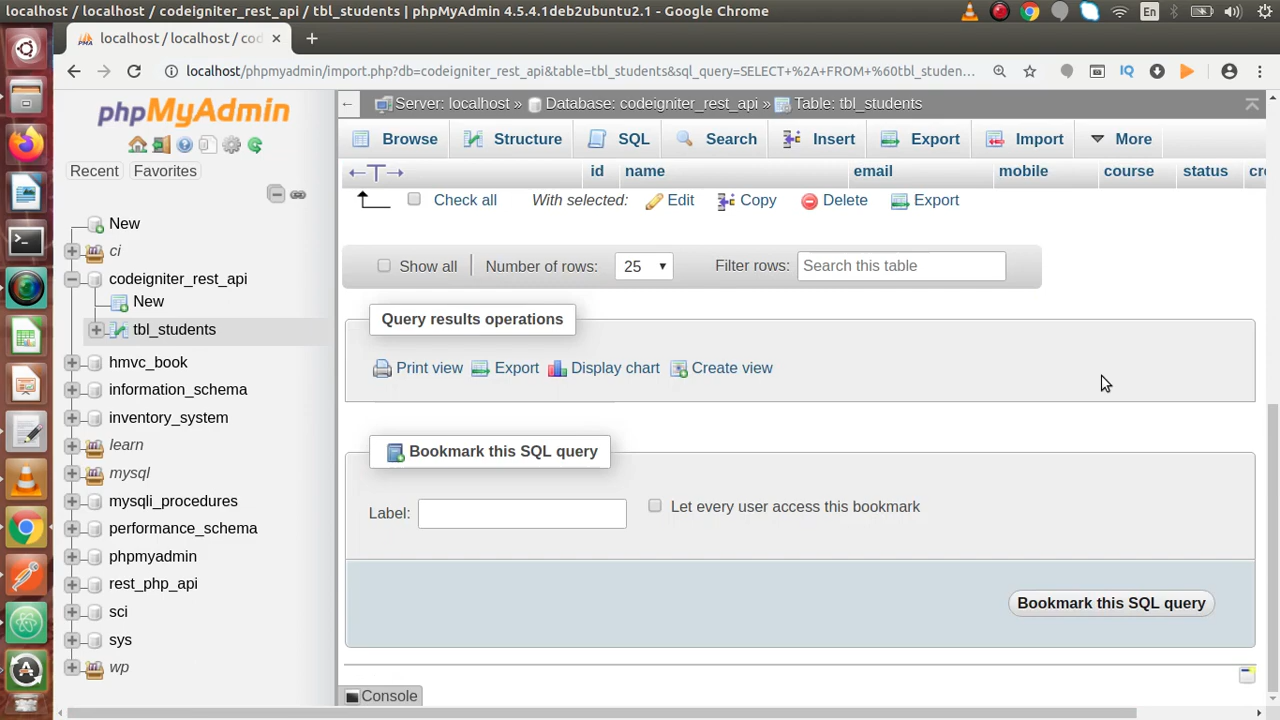 localhost / localhost / codeigniter_rest_api / tbl_students | phpMyAdmin 4.5.4.1deb2ubuntu2.1 - Google Chrome
En
PMA localhost / localhost / cod
localhost/phpmyadmin/import.php?db=codeigniter_rest_api&table=tbl_students&sql_query=SELECT+%2A+FROM+%60tbl_studen...
IQ
phpMyAdmin
Recent Favorites
New
ci
codeigniter_rest_api
New
tbl_students
hmvc_book
information_schema
inventory_system
learn
mysql
mysqli_procedures
performance_schema
phpmyadmin
rest_php_api
sci
sys
wp
Server: localhost » Database: codeigniter_rest_api » Table: tbl_students
Browse Structure SQL Search Insert Export Import More
←T→ id name email mobile course status cr
Check all With selected: Edit Copy Delete Export
Show all Number of rows: 25 Filter rows: Search this table
Query results operations
Print view Export Display chart Create view
Bookmark this SQL query
Label: Let every user access this bookmark
Bookmark this SQL query
Console